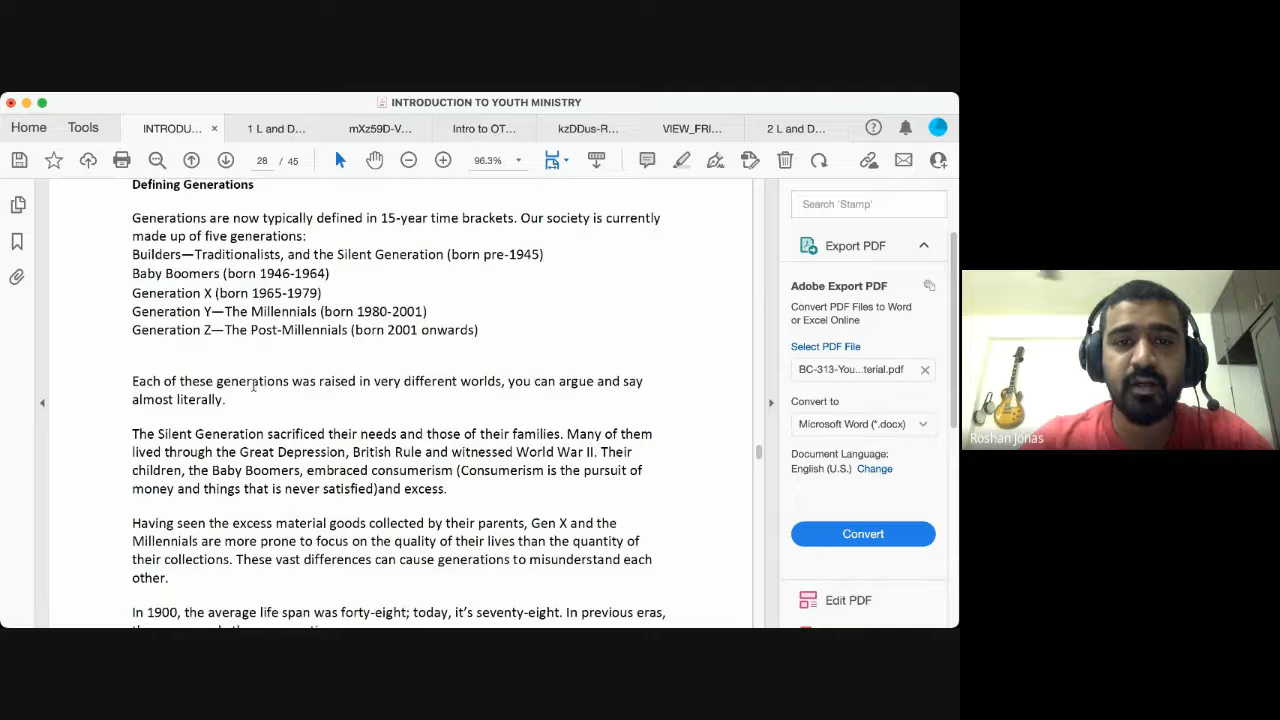 INTRODUCTION TO YOUTH MINISTRY
Home
Tools
INTRODU...
1 L and D...
mXz59D-V...
Intro to OT...
kzDDus-R...
VIEW_FRI...
2 L and D...
28 / 45
96.3%
Defining Generations
Generations are now typically defined in 15-year time brackets. Our society is currently
made up of five generations:
Builders—Traditionalists, and the Silent Generation (born pre-1945)
Baby Boomers (born 1946-1964)
Generation X (born 1965-1979)
Generation Y—The Millennials (born 1980-2001)
Generation Z—The Post-Millennials (born 2001 onwards)
Each of these generations was raised in very different worlds, you can argue and say
almost literally.
The Silent Generation sacrificed their needs and those of their families. Many of them
lived through the Great Depression, British Rule and witnessed World War II. Their
children, the Baby Boomers, embraced consumerism (Consumerism is the pursuit of
money and things that is never satisfied)and excess.
Having seen the excess material goods collected by their parents, Gen X and the
Millennials are more prone to focus on the quality of their lives than the quantity of
their collections. These vast differences can cause generations to misunderstand each
other.
In 1900, the average life span was forty-eight; today, it's seventy-eight. In previous eras,
Search 'Stamp'
Export PDF
Adobe Export PDF
Convert PDF Files to Word
or Excel Online
Select PDF File
BC-313-You...terial.pdf
Convert to
Microsoft Word (*.docx)
Document Language:
English (U.S.) Change
Convert
Edit PDF
Roshan Jonas